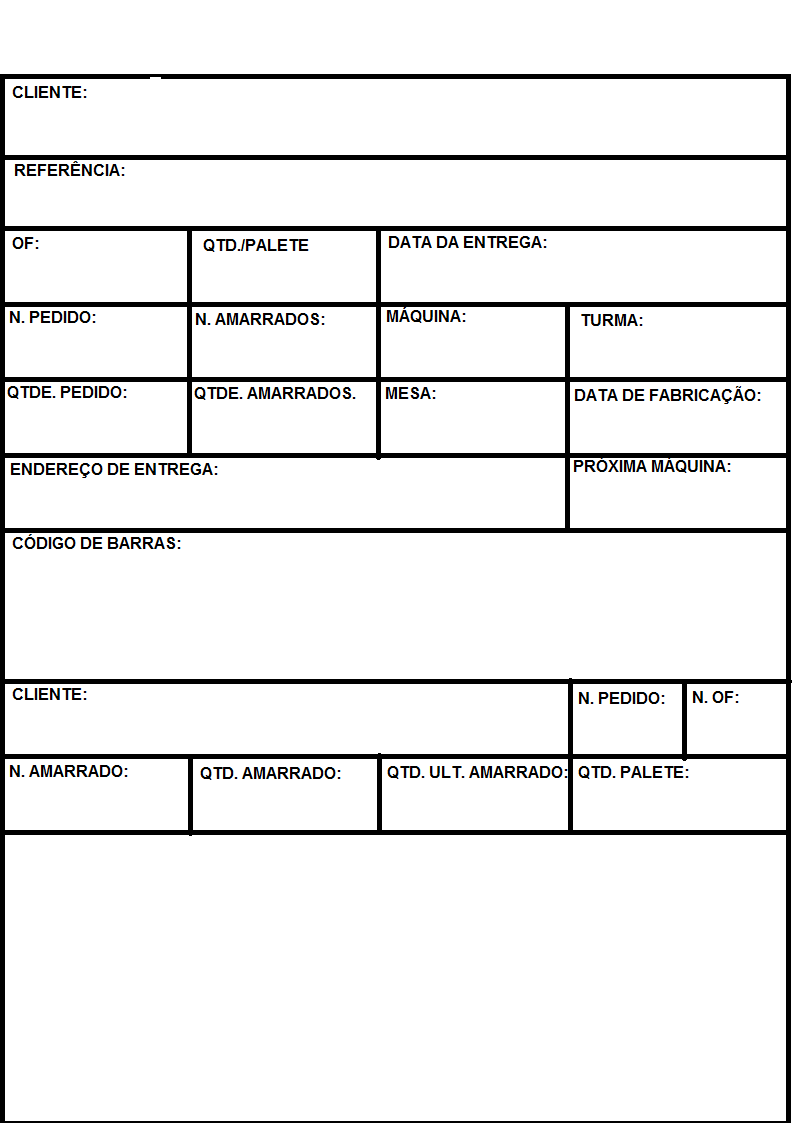 CLIENTE:
REFERÊNCIA:
OF:
QTD./PALETE
DATA DA ENTREGA:
N. PEDIDO:
N. AMARRADOS:
MÁQUINA:
TURMA:
QTDE. PEDIDO:
QTDE. AMARRADOS.
MESA:
DATA DE FABRICAÇÃO:
ENDEREÇO DE ENTREGA:
PRÓXIMA MÁQUINA:
CÓDIGO DE BARRAS:
CLIENTE:
N. PEDIDO:
N. OF:
N. AMARRADO:
QTD. AMARRADO:
QTD. ULT. AMARRADO:
QTD. PALETE: